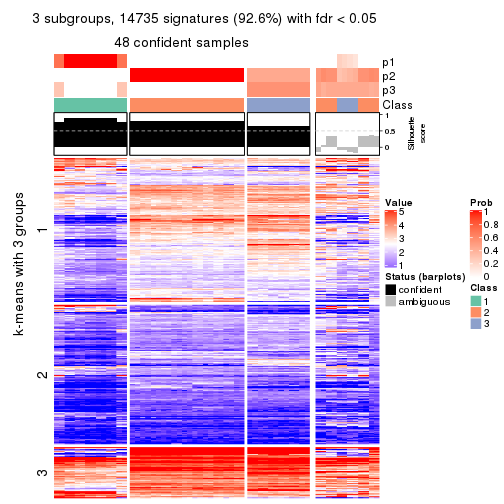 3 subgroups, 14735 signatures (92.6%) with fdr < 0.05
48 confident samples
p1
p2
p3
Class
1
0.5
0
Silhouette
score
k-means with 3 groups
1
2
3
Value
5
4
3
2
1
Status (barplots)
confident
ambiguous
Prob
1
0.8
0.6
0.4
0.2
0
Class
1
2
3